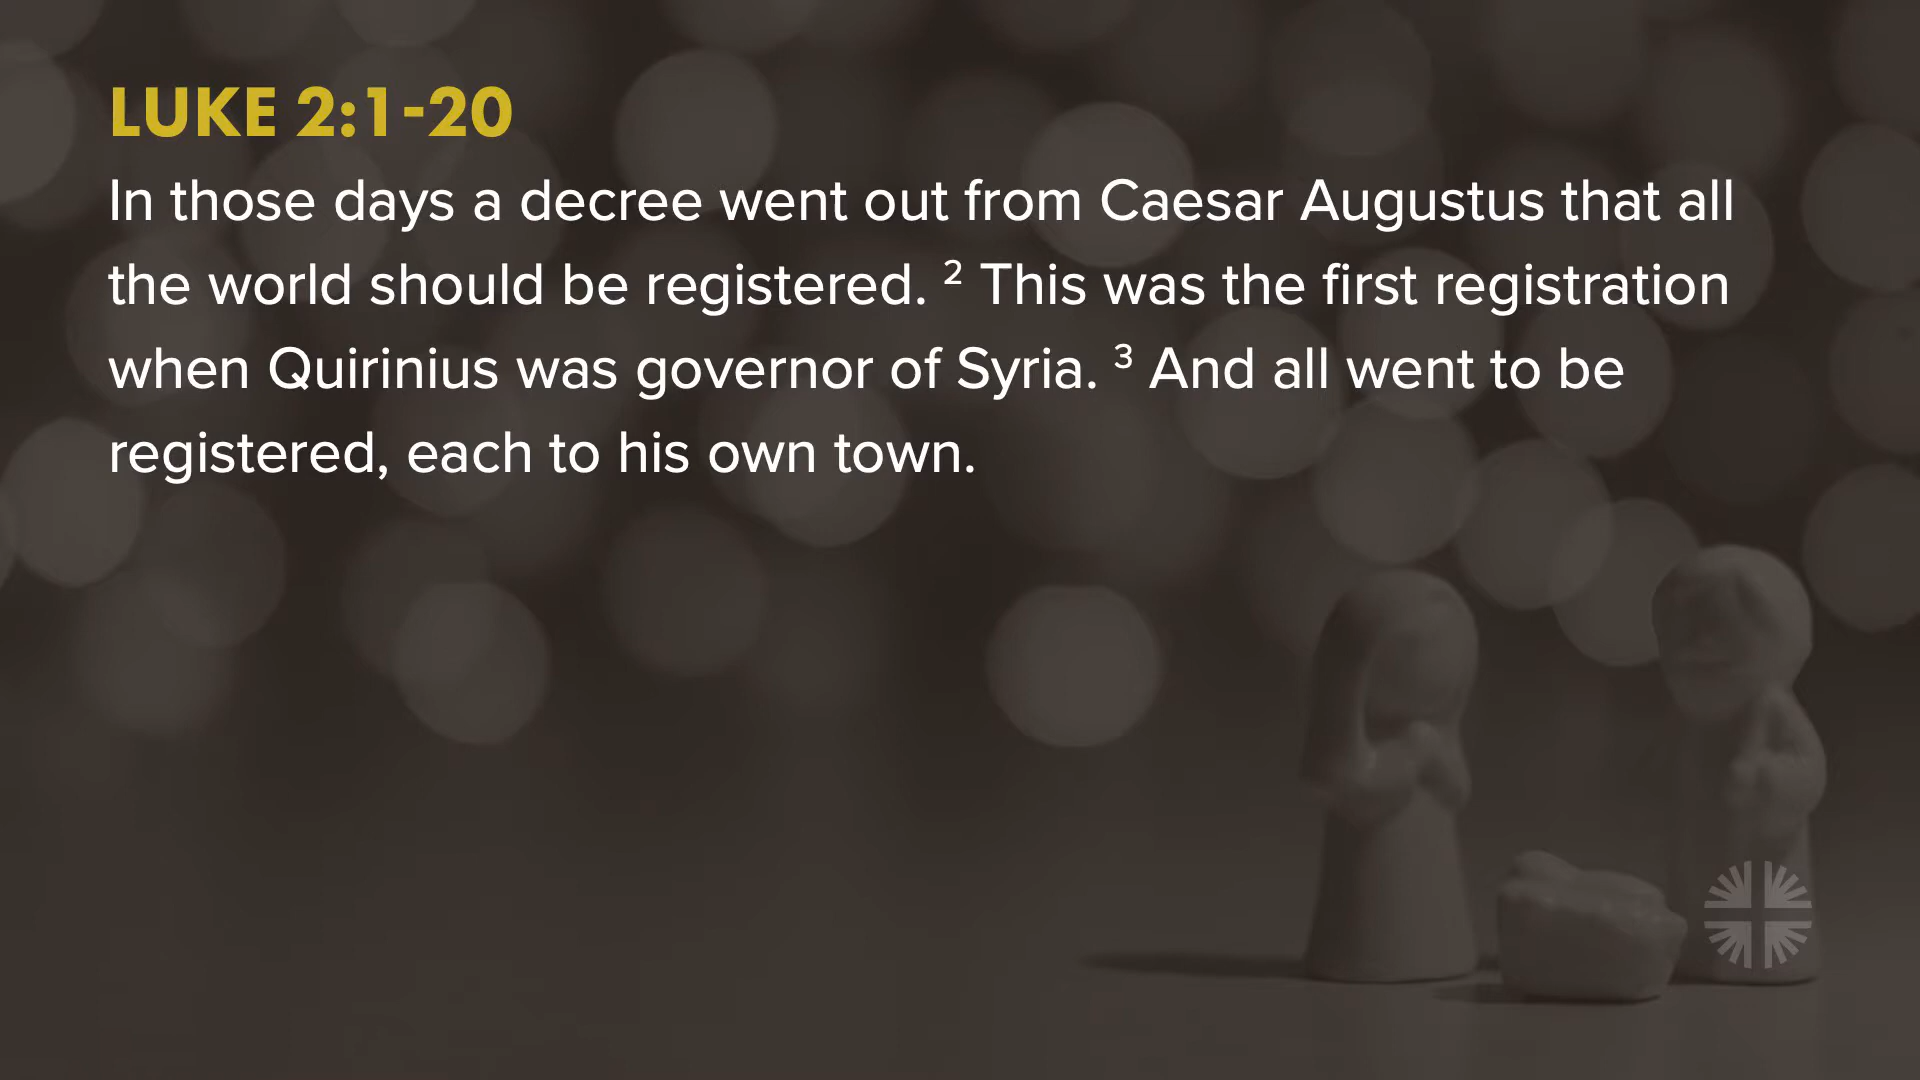 LUKE 2:1-20
In those days a decree went out from Caesar Augustus that all
the world should be registered. ² This was the first registration
when Quirinius was governor of Syria. ³ And all went to be
registered, each to his own town.